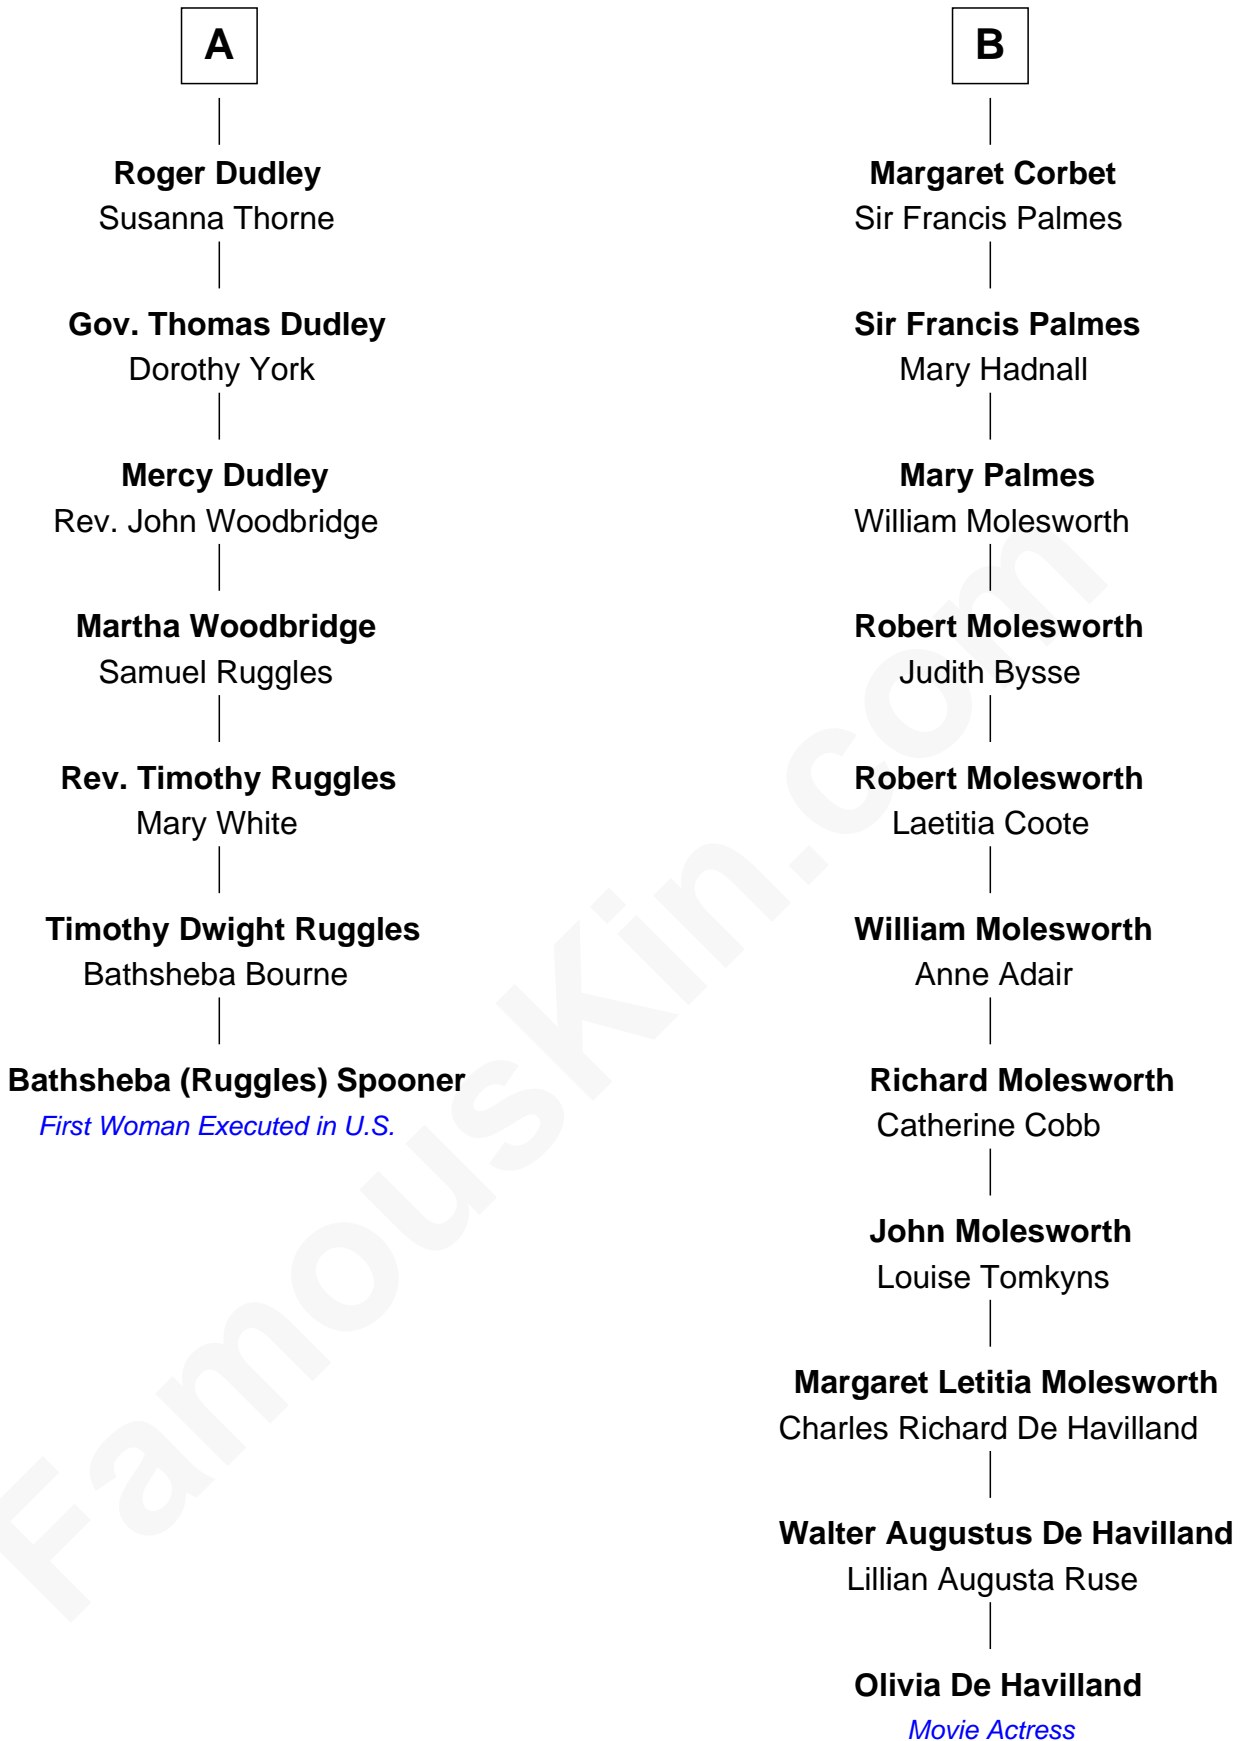 A
Roger Dudley
Susanna Thorne
Gov. Thomas Dudley
Dorothy York
Mercy Dudley
Rev. John Woodbridge
Martha Woodbridge
Samuel Ruggles
Rev. Timothy Ruggles
Mary White
Timothy Dwight Ruggles
Bathsheba Bourne
Bathsheba (Ruggles) Spooner
First Woman Executed in U.S.
B
Margaret Corbet
Sir Francis Palmes
Sir Francis Palmes
Mary Hadnall
Mary Palmes
William Molesworth
Robert Molesworth
Judith Bysse
Robert Molesworth
Laetitia Coote
William Molesworth
Anne Adair
Richard Molesworth
Catherine Cobb
John Molesworth
Louise Tomkyns
Margaret Letitia Molesworth
Charles Richard De Havilland
Walter Augustus De Havilland
Lillian Augusta Ruse
Olivia De Havilland
Movie Actress
FamousKin.com